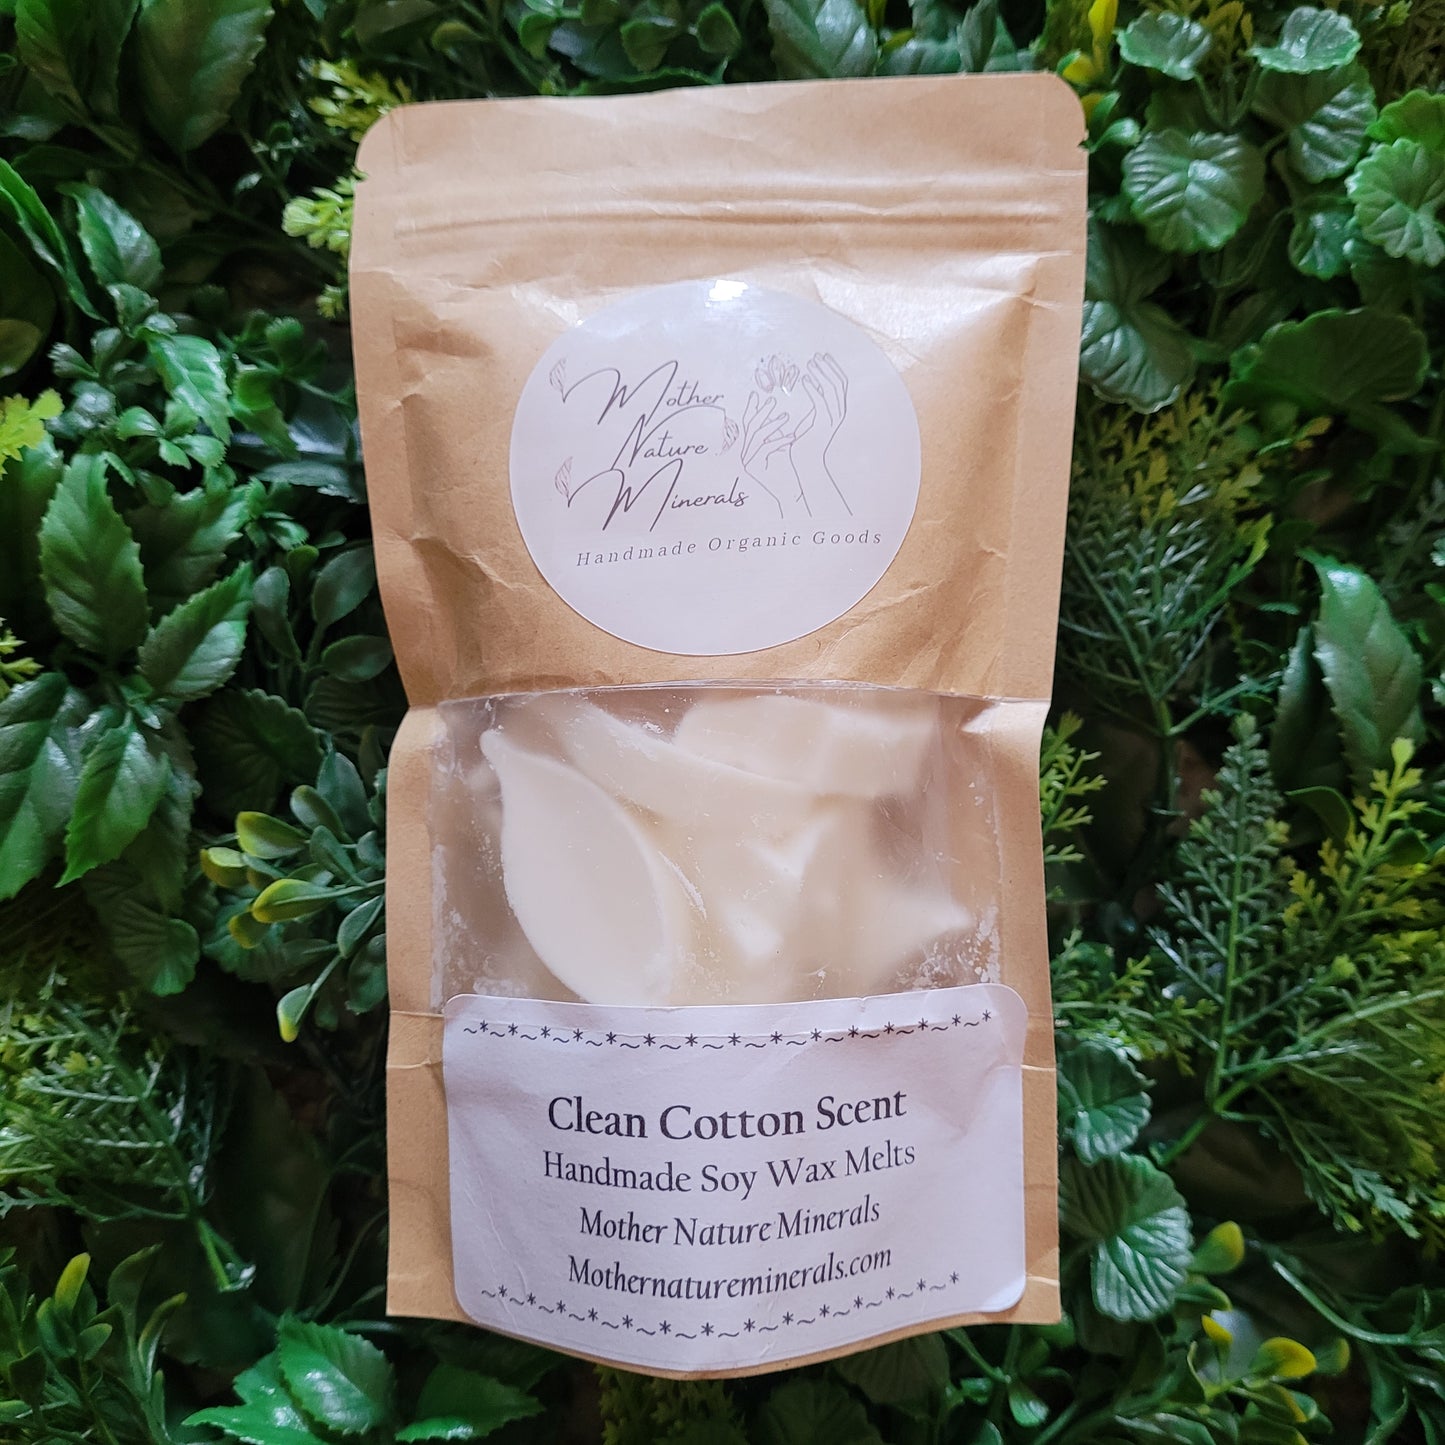 Mother
Nature
Minerals
Handmade Organic Goods
~*~*~*~*~*~*~*~*~*~*~*~*~*
Clean Cotton Scent
Handmade Soy Wax Melts
Mother Nature Minerals
Mothernatureminerals.com
~*~*~*~*~*~*~*~*~*~*~*~*